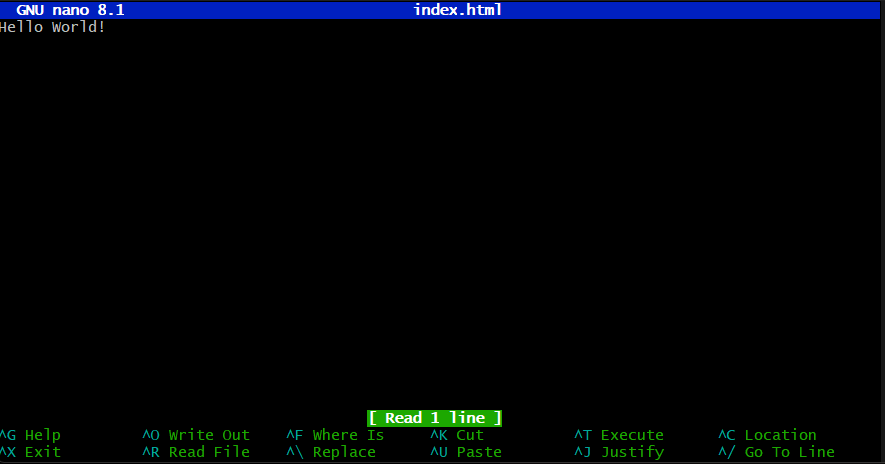 GNU nano 8.1 index.html
Hello World!
[ Read 1 line ]
^G Help ^O Write Out ^F Where Is ^K Cut ^T Execute ^C Location
^X Exit ^R Read File ^\ Replace ^U Paste ^J Justify ^/ Go To Line